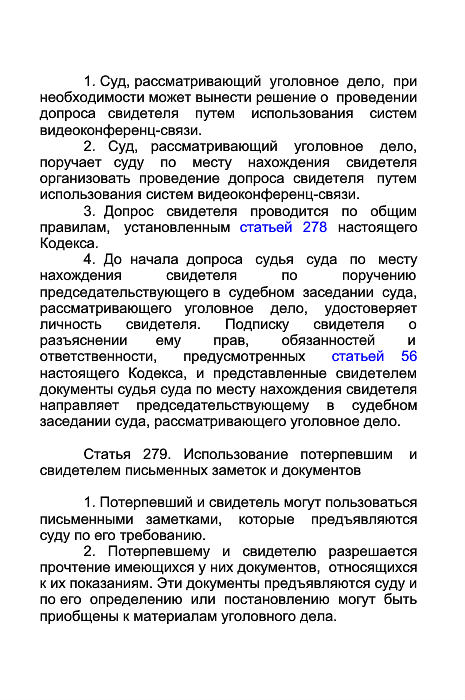 1. Суд, рассматривающий уголовное дело, при
необходимости может вынести решение о проведении
допроса свидетеля путем использования систем
видеоконференц-связи.
2. Суд, рассматривающий уголовное дело,
поручает суду по месту нахождения свидетеля
организовать проведение допроса свидетеля путем
использования систем видеоконференц-связи.
3. Допрос свидетеля проводится по общим
правилам, установленным статьей 278 настоящего
Кодекса.
4. До начала допроса судья суда по месту
нахождения свидетеля по поручению
председательствующего в судебном заседании суда,
рассматривающего уголовное дело, удостоверяет
личность свидетеля. Подписку свидетеля о
разъяснении ему прав, обязанностей и
ответственности, предусмотренных статьей 56
настоящего Кодекса, и представленные свидетелем
документы судья суда по месту нахождения свидетеля
направляет председательствующему в судебном
заседании суда, рассматривающего уголовное дело.
Статья 279. Использование потерпевшим и
свидетелем письменных заметок и документов
1. Потерпевший и свидетель могут пользоваться
письменными заметками, которые предъявляются
суду по его требованию.
2. Потерпевшему и свидетелю разрешается
прочтение имеющихся у них документов, относящихся
к их показаниям. Эти документы предъявляются суду и
по его определению или постановлению могут быть
приобщены к материалам уголовного дела.